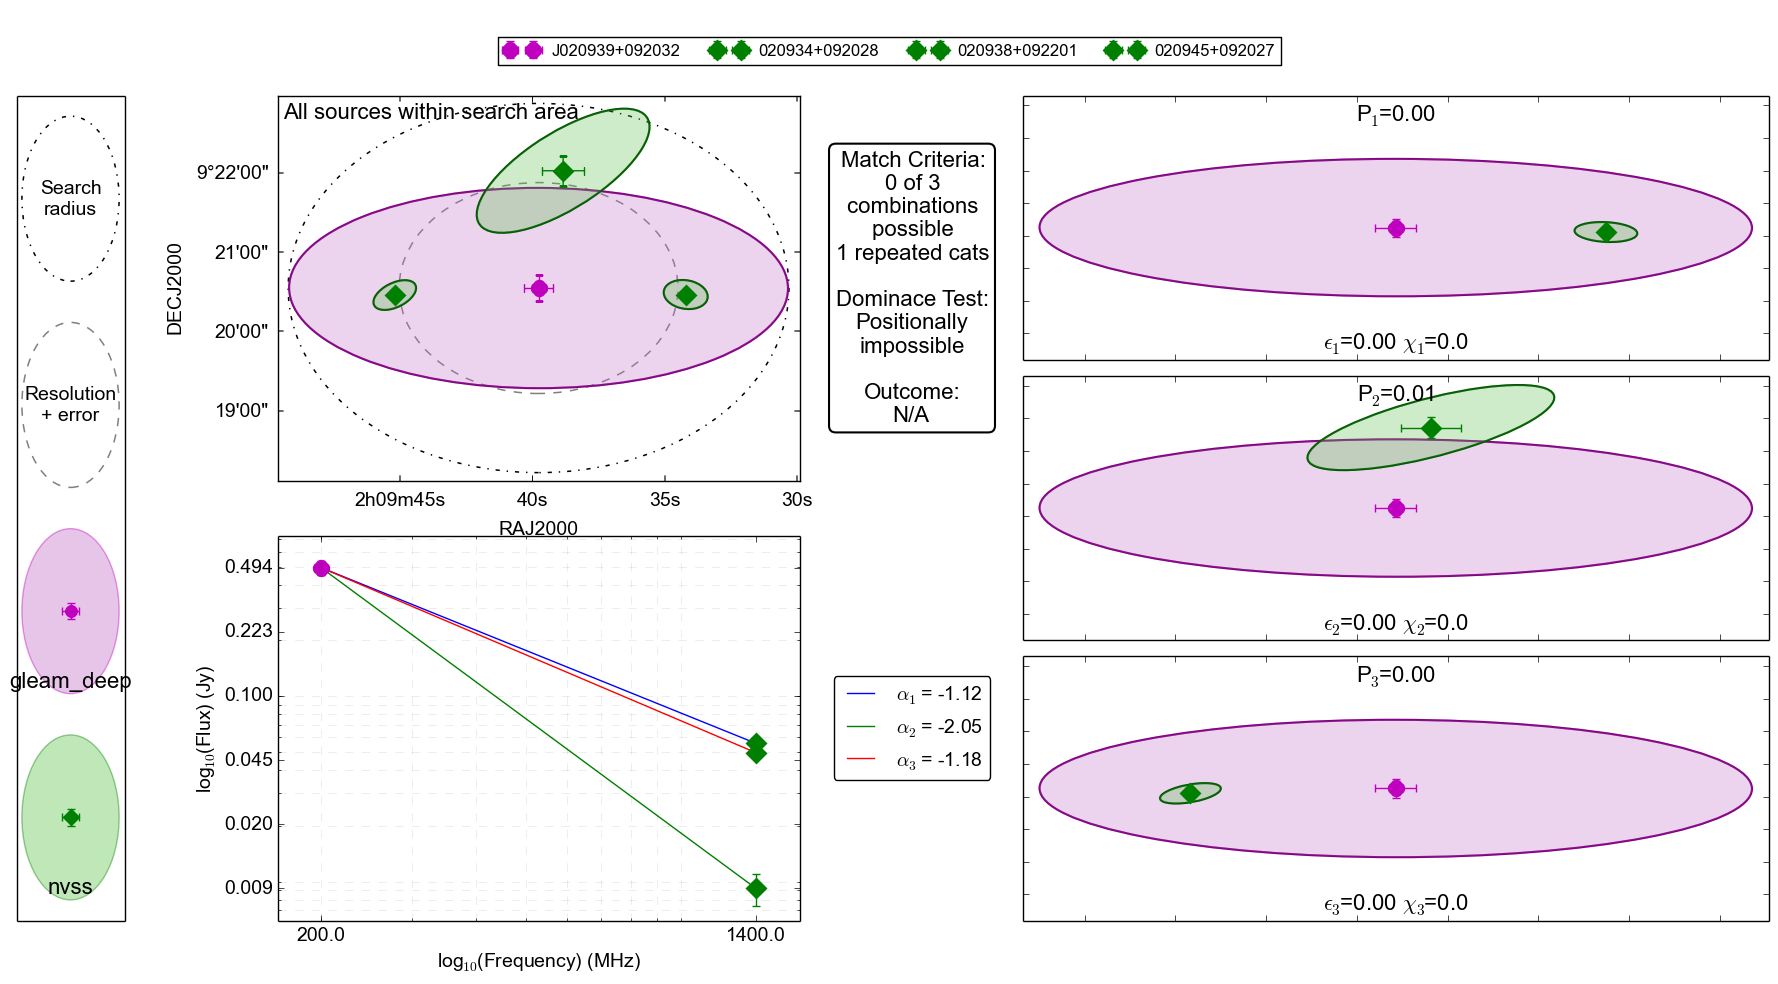 J020939+092032 020934+092028 020938+092201 020945+092027
Search
radius
Resolution
+ error
gleam_deep
nvss
All sources within search area
9°22'00"
21'00"
20'00"
19'00"
DECJ2000
2h09m45s 40s 35s 30s
RAJ2000
Match Criteria:
0 of 3
combinations
possible
1 repeated cats
Dominace Test:
Positionally
impossible
Outcome:
N/A
0.494
0.223
0.100
0.045
0.020
0.009
log₁₀(Flux) (Jy)
200.0 1400.0
log₁₀(Frequency) (MHz)
α₁ = -1.12
α₂ = -2.05
α₃ = -1.18
P₁=0.00
ϵ₁=0.00 χ₁=0.0
P₂=0.01
ϵ₂=0.00 χ₂=0.0
P₃=0.00
ϵ₃=0.00 χ₃=0.0